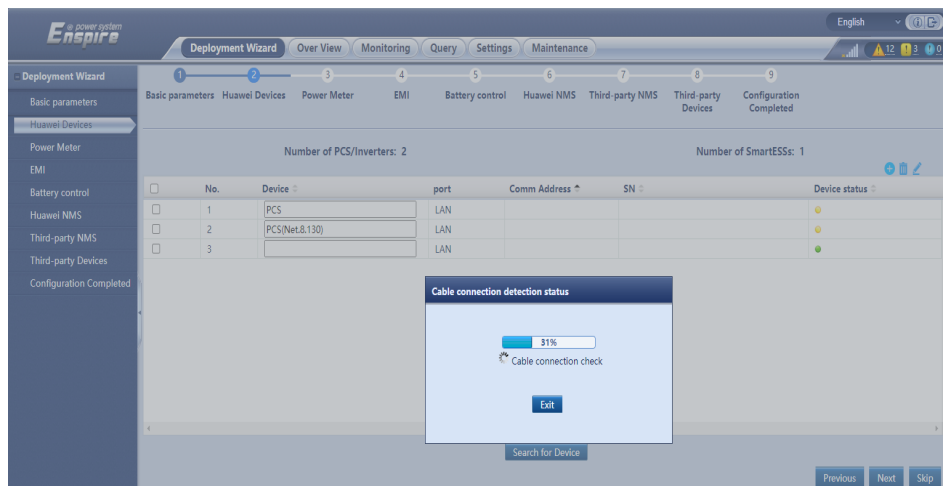 English
@ power system
Enspire
Deployment Wizard Over View Monitoring Query Settings Maintenance
12 3 0
Deployment Wizard
Basic parameters
Huawei Devices
Power Meter
EMI
Battery control
Huawei NMS
Third-party NMS
Third-party Devices
Configuration Completed
1 2 3 4 5 6 7 8 9
Basic parameters Huawei Devices Power Meter EMI Battery control Huawei NMS Third-party NMS Third-party Devices Configuration Completed
Number of PCS/Inverters: 2 Number of SmartESSs: 1
No. Device port Comm Address SN Device status
1 PCS LAN
2 PCS(Net.8.130) LAN
3 LAN
Cable connection detection status
31%
Cable connection check
Exit
Search for Device
Previous Next Skip